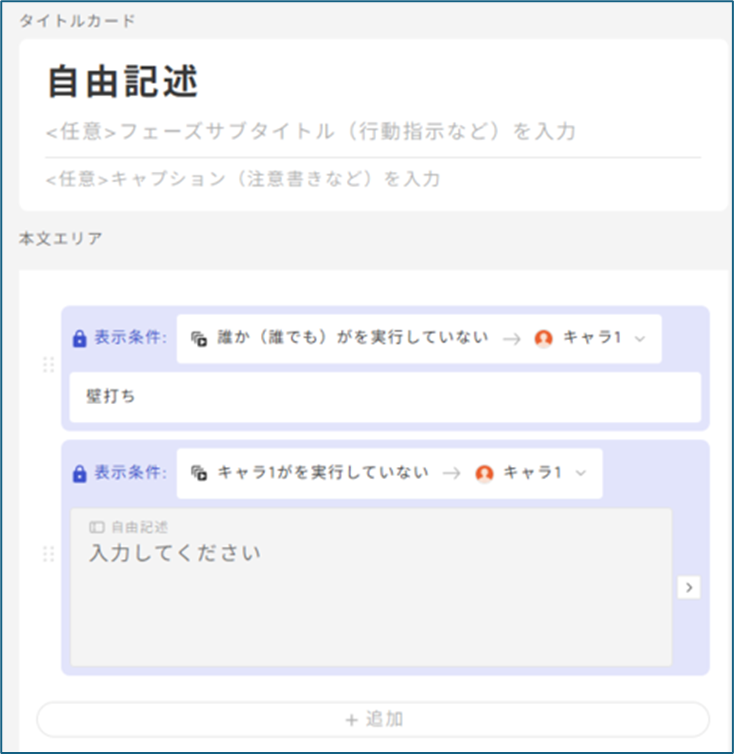 タイトルカード
自由記述
<任意>フェーズサブタイトル（行動指示など）を入力
<任意>キャプション（注意書きなど）を入力
本文エリア
表示条件: 誰か（誰でも）がを実行していない → キャラ1
壁打ち
表示条件: キャラ1がを実行していない → キャラ1
自由記述
入力してください
+ 追加